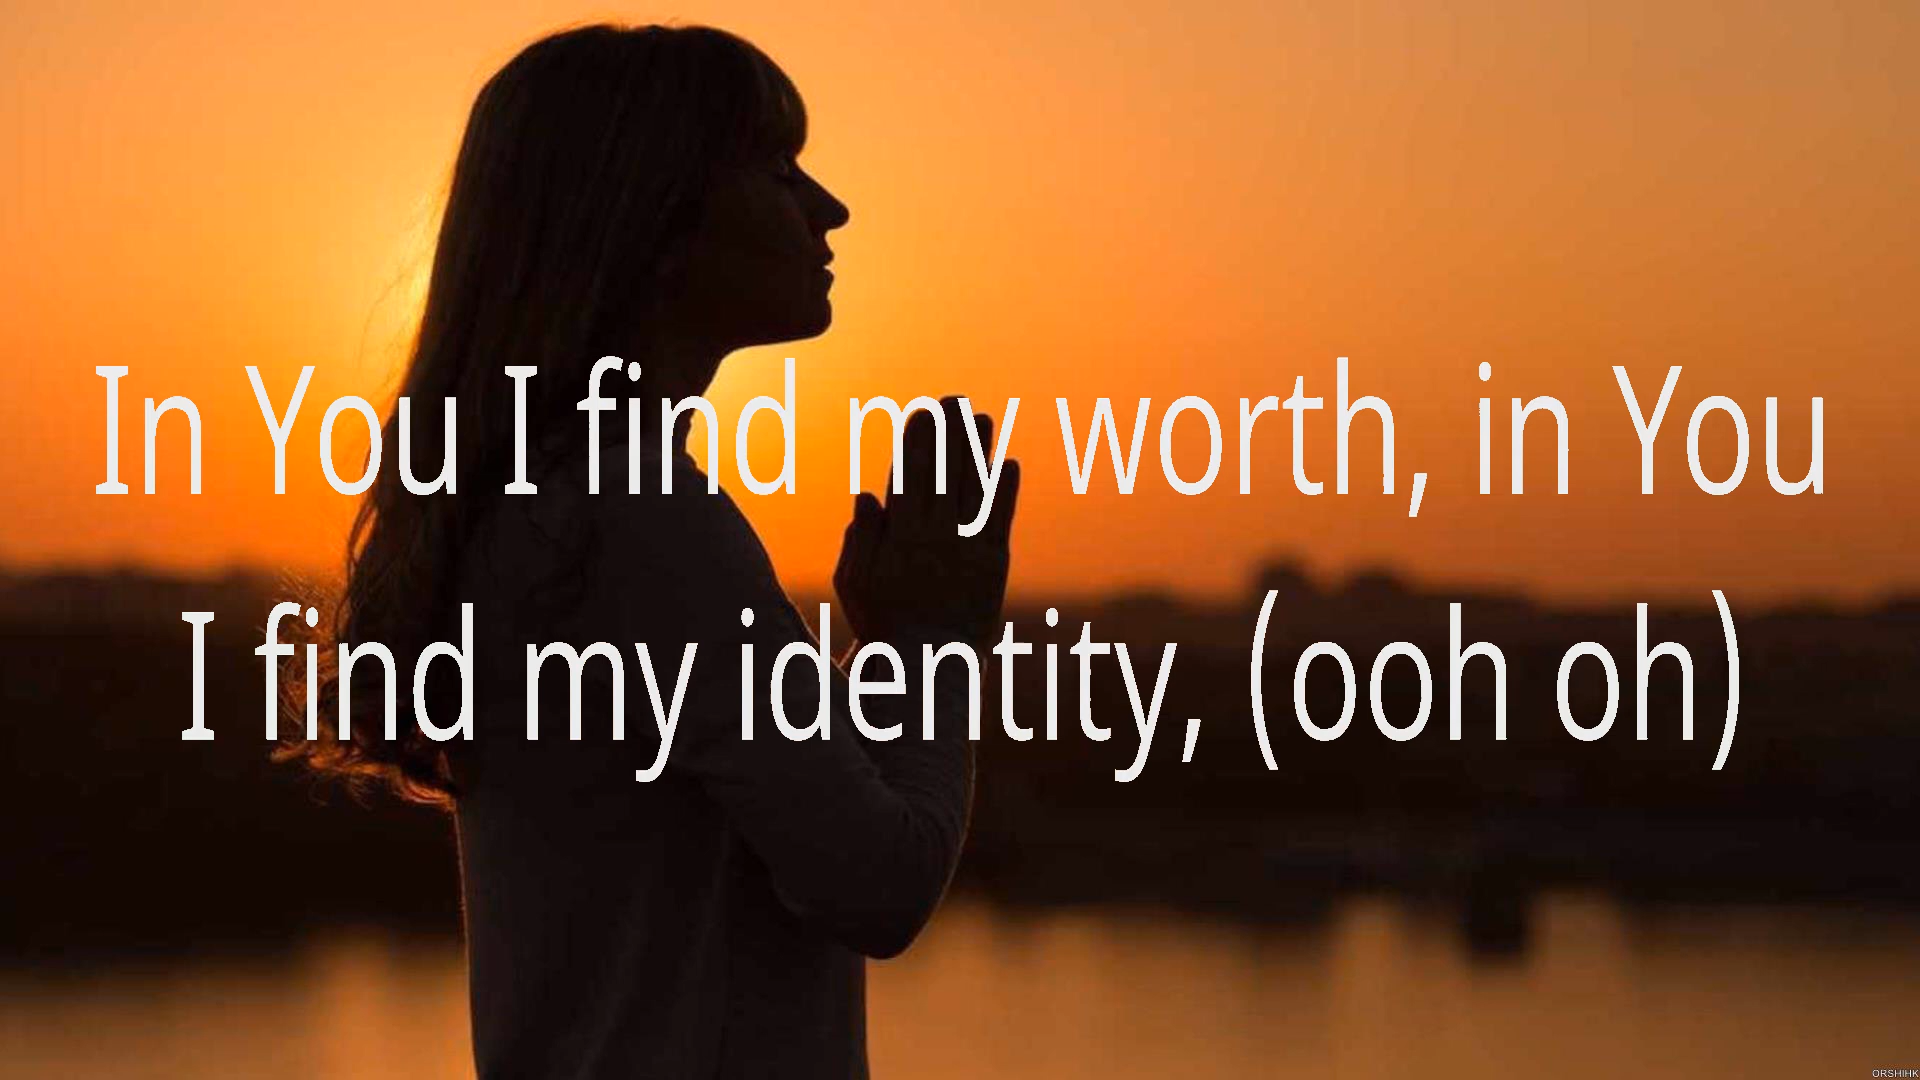 In You I find my worth, in You
I find my identity, (ooh oh)
ORSHIHK